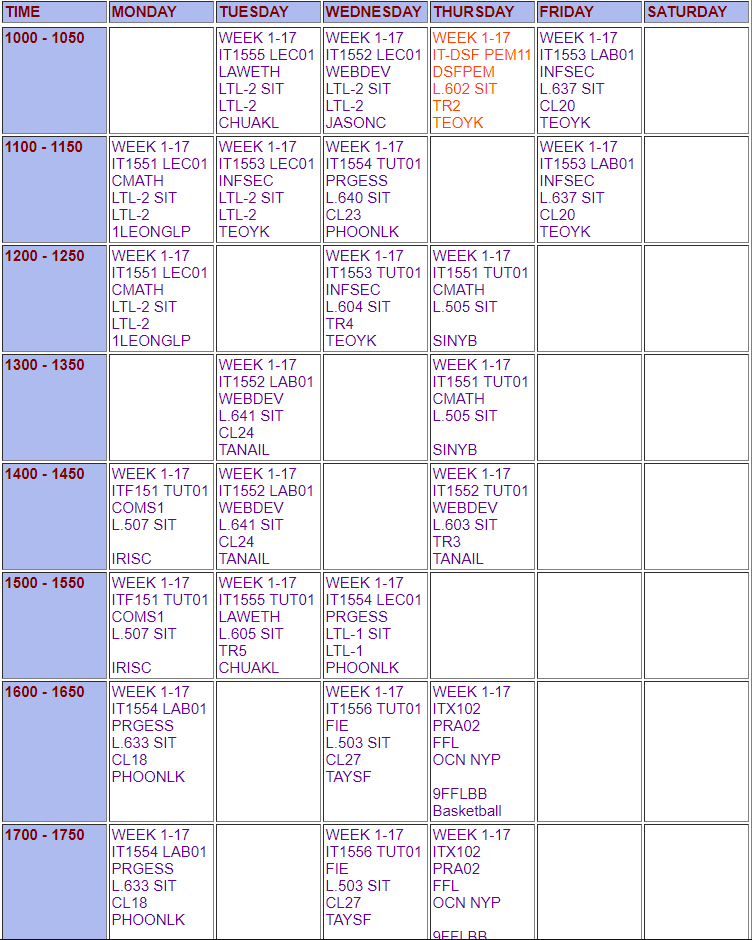 TIME MONDAY TUESDAY WEDNESDAY THURSDAY FRIDAY SATURDAY
1000 - 1050
WEEK 1-17
IT1555 LEC01
LAWETH
LTL-2 SIT
LTL-2
CHUAKL
WEEK 1-17
IT1552 LEC01
WEBDEV
LTL-2 SIT
LTL-2
JASONC
WEEK 1-17
IT-DSF PEM11
DSFPEM
L.602 SIT
TR2
TEOYK
WEEK 1-17
IT1553 LAB01
INFSEC
L.637 SIT
CL20
TEOYK
1100 - 1150
WEEK 1-17
IT1551 LEC01
CMATH
LTL-2 SIT
LTL-2
1LEONGLP
WEEK 1-17
IT1553 LEC01
INFSEC
LTL-2 SIT
LTL-2
TEOYK
WEEK 1-17
IT1554 TUT01
PRGESS
L.640 SIT
CL23
PHOONLK
WEEK 1-17
IT1553 LAB01
INFSEC
L.637 SIT
CL20
TEOYK
1200 - 1250
WEEK 1-17
IT1551 LEC01
CMATH
LTL-2 SIT
LTL-2
1LEONGLP
WEEK 1-17
IT1553 TUT01
INFSEC
L.604 SIT
TR4
TEOYK
WEEK 1-17
IT1551 TUT01
CMATH
L.505 SIT
SINYB
1300 - 1350
WEEK 1-17
IT1552 LAB01
WEBDEV
L.641 SIT
CL24
TANAIL
WEEK 1-17
IT1551 TUT01
CMATH
L.505 SIT
SINYB
1400 - 1450
WEEK 1-17
ITF151 TUT01
COMS1
L.507 SIT
IRISC
WEEK 1-17
IT1552 LAB01
WEBDEV
L.641 SIT
CL24
TANAIL
WEEK 1-17
IT1552 TUT01
WEBDEV
L.603 SIT
TR3
TANAIL
1500 - 1550
WEEK 1-17
ITF151 TUT01
COMS1
L.507 SIT
IRISC
WEEK 1-17
IT1555 TUT01
LAWETH
L.605 SIT
TR5
CHUAKL
WEEK 1-17
IT1554 LEC01
PRGESS
LTL-1 SIT
LTL-1
PHOONLK
1600 - 1650
WEEK 1-17
IT1554 LAB01
PRGESS
L.633 SIT
CL18
PHOONLK
WEEK 1-17
IT1556 TUT01
FIE
L.503 SIT
CL27
TAYSF
WEEK 1-17
ITX102
PRA02
FFL
OCN NYP
9FFLBB
Basketball
1700 - 1750
WEEK 1-17
IT1554 LAB01
PRGESS
L.633 SIT
CL18
PHOONLK
WEEK 1-17
IT1556 TUT01
FIE
L.503 SIT
CL27
TAYSF
WEEK 1-17
ITX102
PRA02
FFL
OCN NYP
9FFLBB